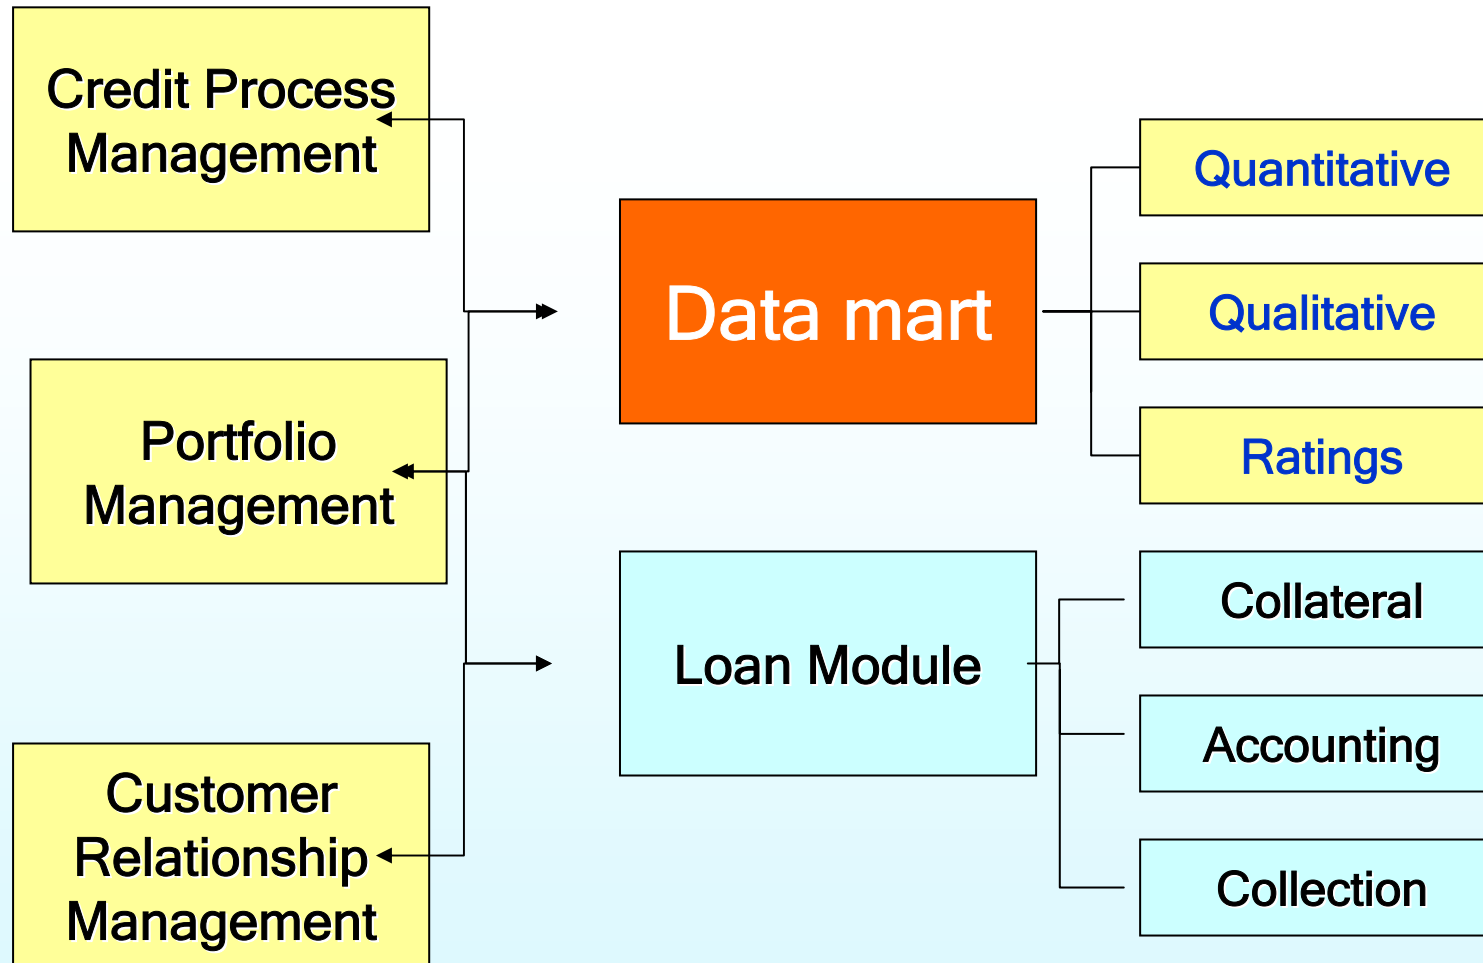 Credit Process
Management
Portfolio
Management
Customer
Relationship
Management
Data mart
Loan Module
Quantitative
Qualitative
Ratings
Collateral
Accounting
Collection